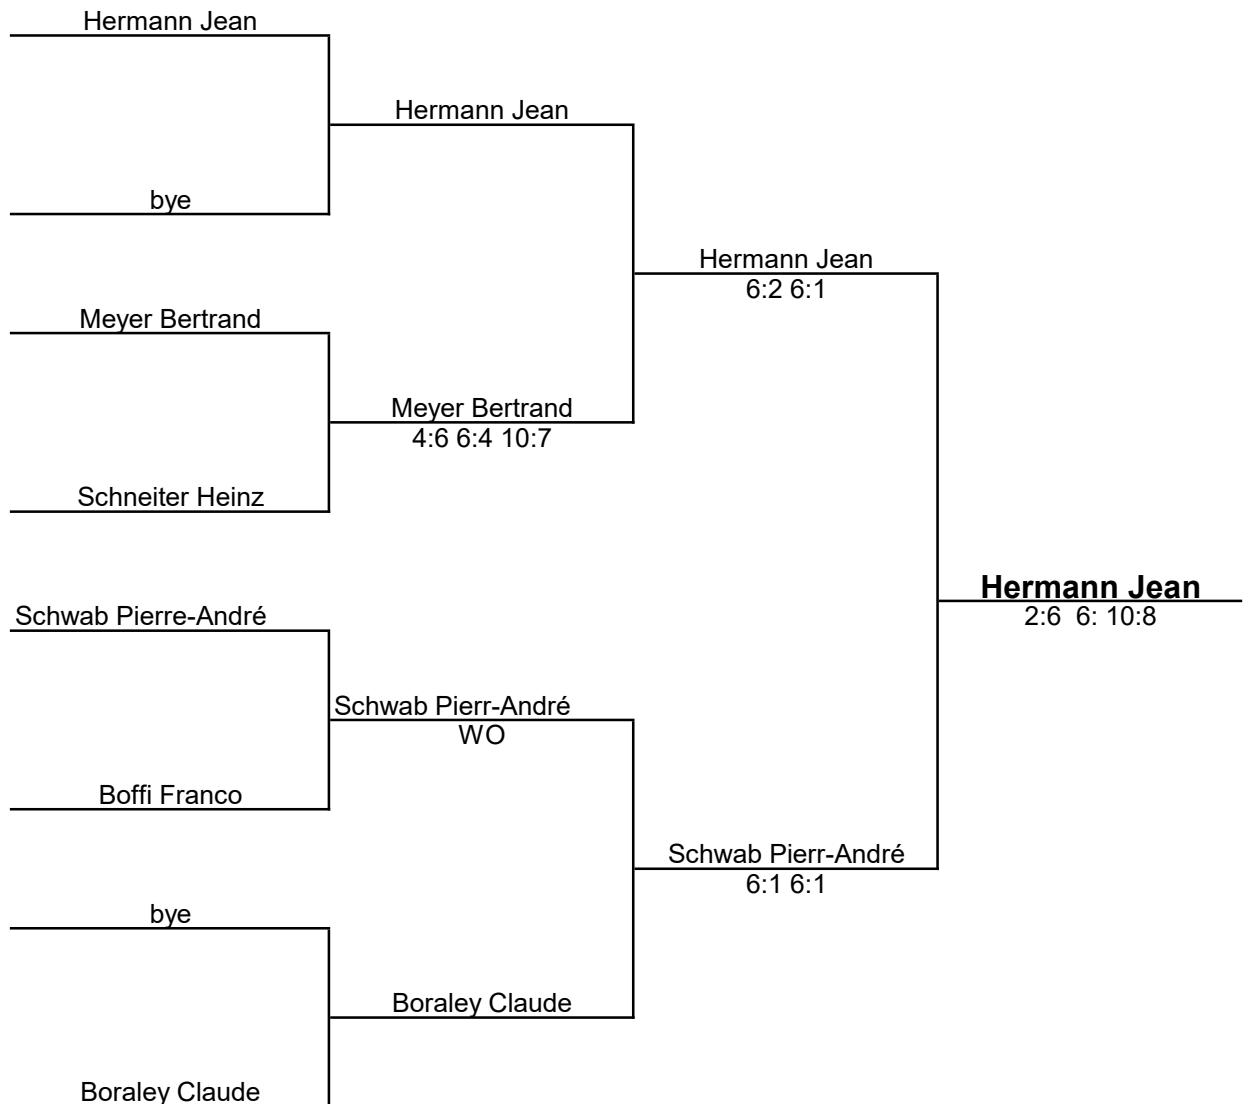 Hermann Jean
Hermann Jean
bye
Hermann Jean
6:2 6:1
Meyer Bertrand
Meyer Bertrand
4:6 6:4 10:7
Schneiter Heinz
Hermann Jean
2:6  6: 10:8
Schwab Pierre-André
Schwab Pierr-André
WO
Boffi Franco
Schwab Pierr-André
6:1 6:1
bye
Boraley Claude
Boraley Claude